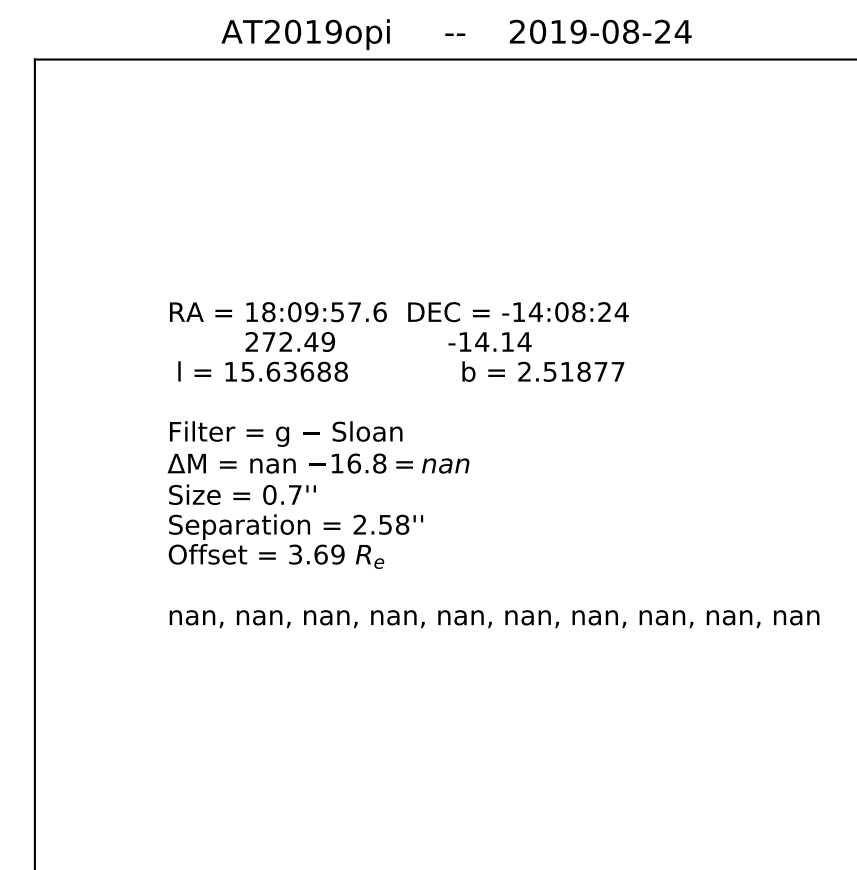 AT2019opi -- 2019-08-24
RA = 18:09:57.6 DEC = -14:08:24
272.49 -14.14
l = 15.63688 b = 2.51877
Filter = g − Sloan
ΔM = nan −16.8 = nan
Size = 0.7''
Separation = 2.58''
Offset = 3.69 Re
nan, nan, nan, nan, nan, nan, nan, nan, nan, nan